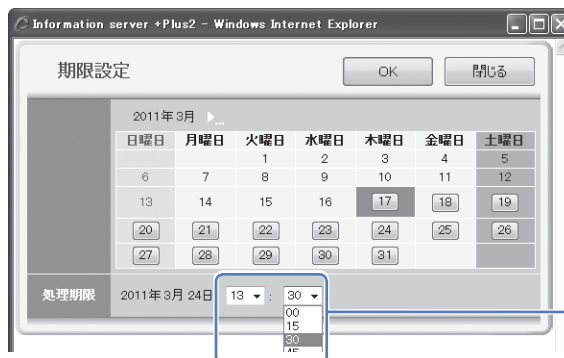 Information server +Plus2 - Windows Internet Explorer
期限設定 OK 閉じる
2011年 3月
日曜日 月曜日 火曜日 水曜日 木曜日 金曜日 土曜日
1 2 3 4 5
6 7 8 9 10 11 12
13 14 15 16 17 18 19
20 21 22 23 24 25 26
27 28 29 30 31
処理期限 2011年 3月 24日 13 : 30
00
15
30
45